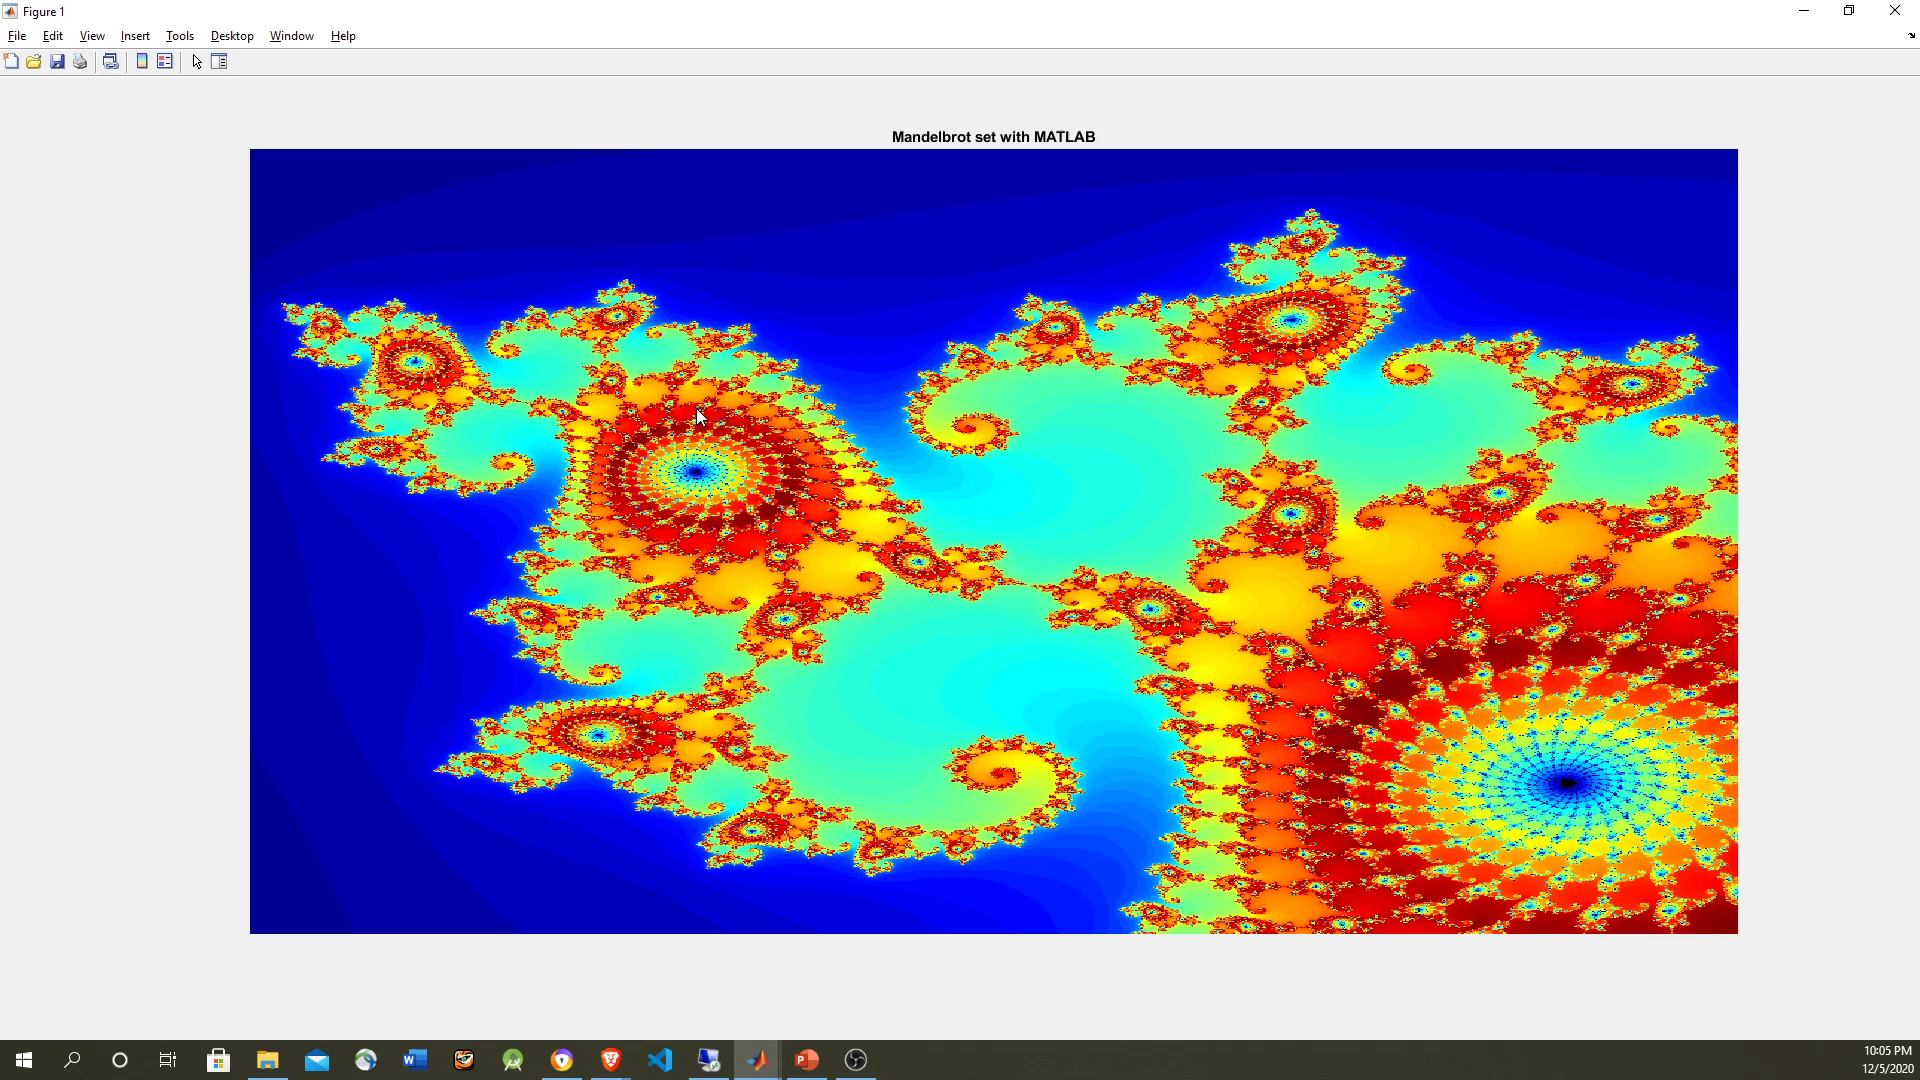 Figure 1
File Edit View Insert Tools Desktop Window Help
Mandelbrot set with MATLAB
10:05 PM
12/5/2020